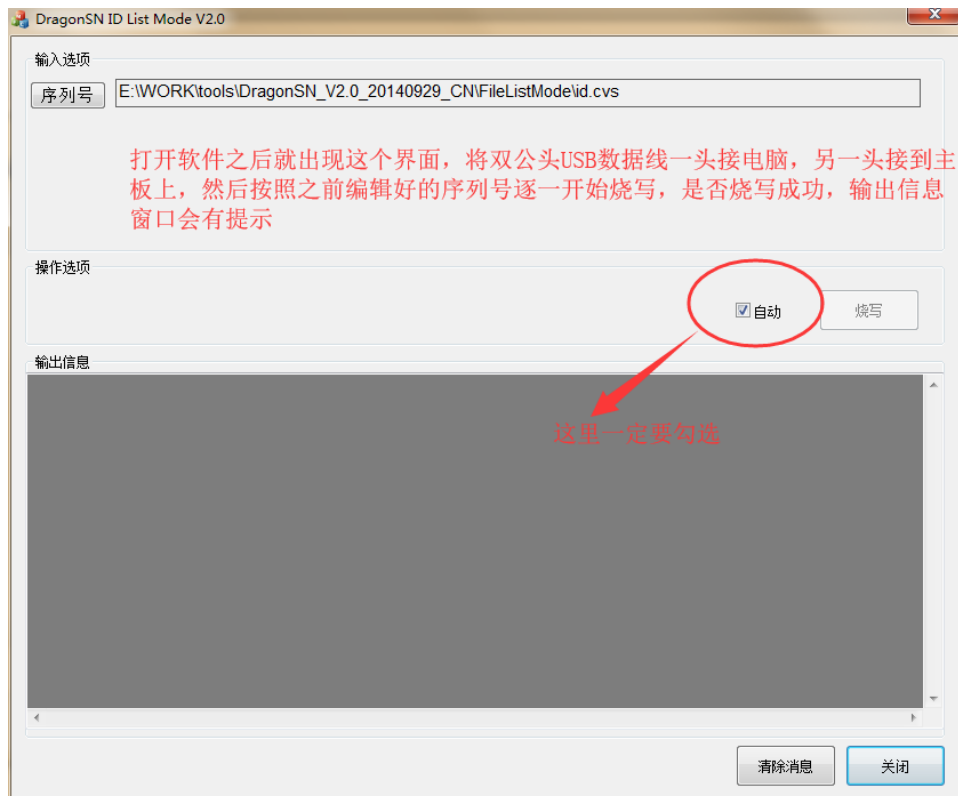 DragonSN ID List Mode V2.0
输入选项
序列号
E:\WORK\tools\DragonSN_V2.0_20140929_CN\FileListMode\id.cvs
打开软件之后就出现这个界面，将双公头USB数据线一头接电脑，另一头接到主
板上，然后按照之前编辑好的序列号逐一开始烧写，是否烧写成功，输出信息
窗口会有提示
操作选项
自动
烧写
输出信息
这里一定要勾选
清除消息
关闭